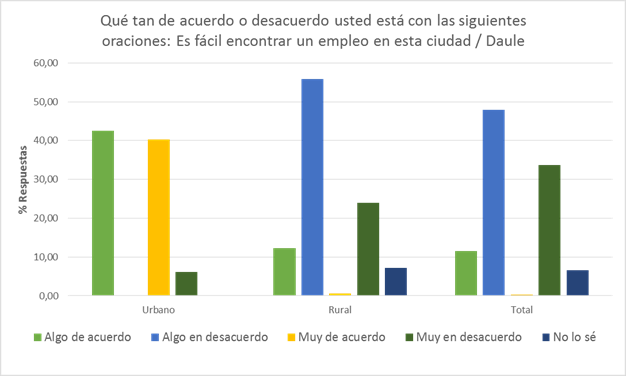 Qué tan de acuerdo o desacuerdo usted está con las siguientes
oraciones: Es fácil encontrar un empleo en esta ciudad / Daule
60,00
50,00
40,00
30,00
20,00
10,00
0,00
% Respuestas
Urbano Rural Total
Algo de acuerdo Algo en desacuerdo Muy de acuerdo Muy en desacuerdo No lo sé